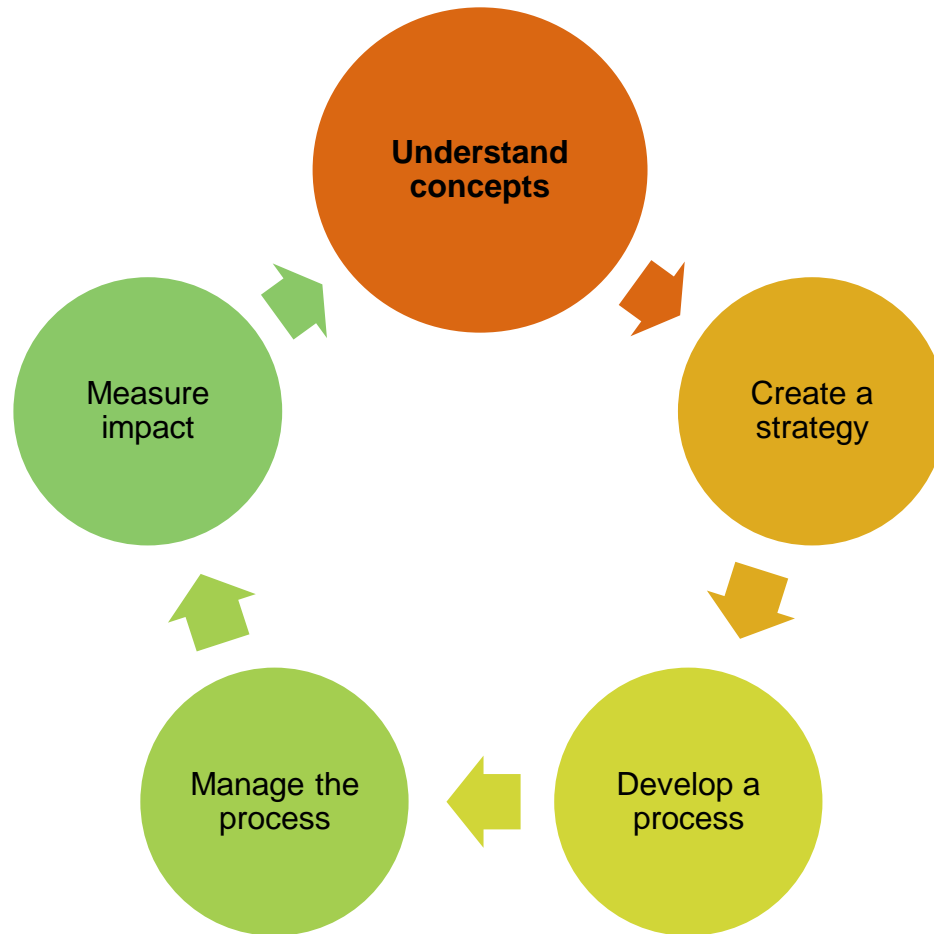 Understand
concepts
Create a
strategy
Develop a
process
Manage the
process
Measure
impact